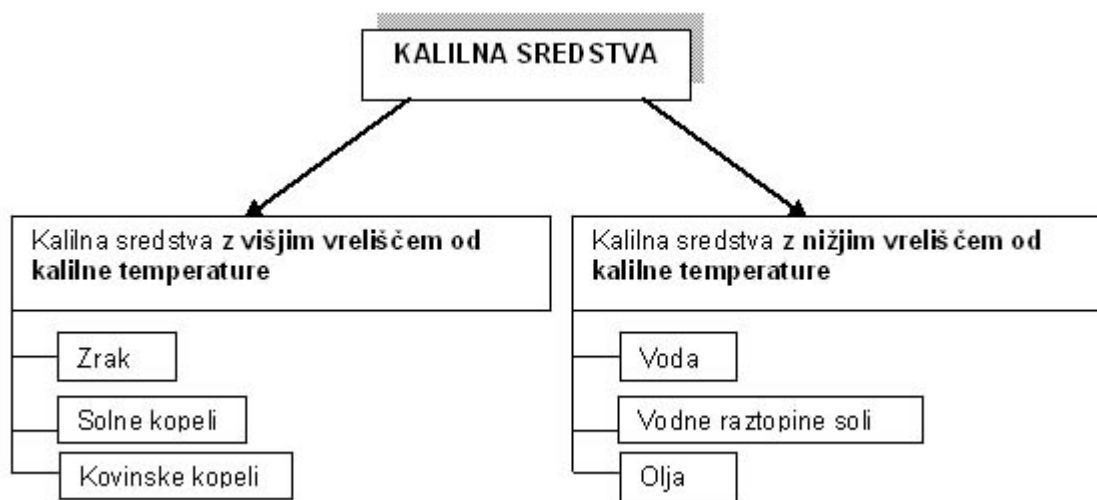 KALILNA SREDSTVA
Kalilna sredstva z višjim vreliščem od
kalilne temperature
Zrak
Solne kopeli
Kovinske kopeli
Kalilna sredstva z nižjim vreliščem od
kalilne temperature
Voda
Vodne raztopine soli
Olja